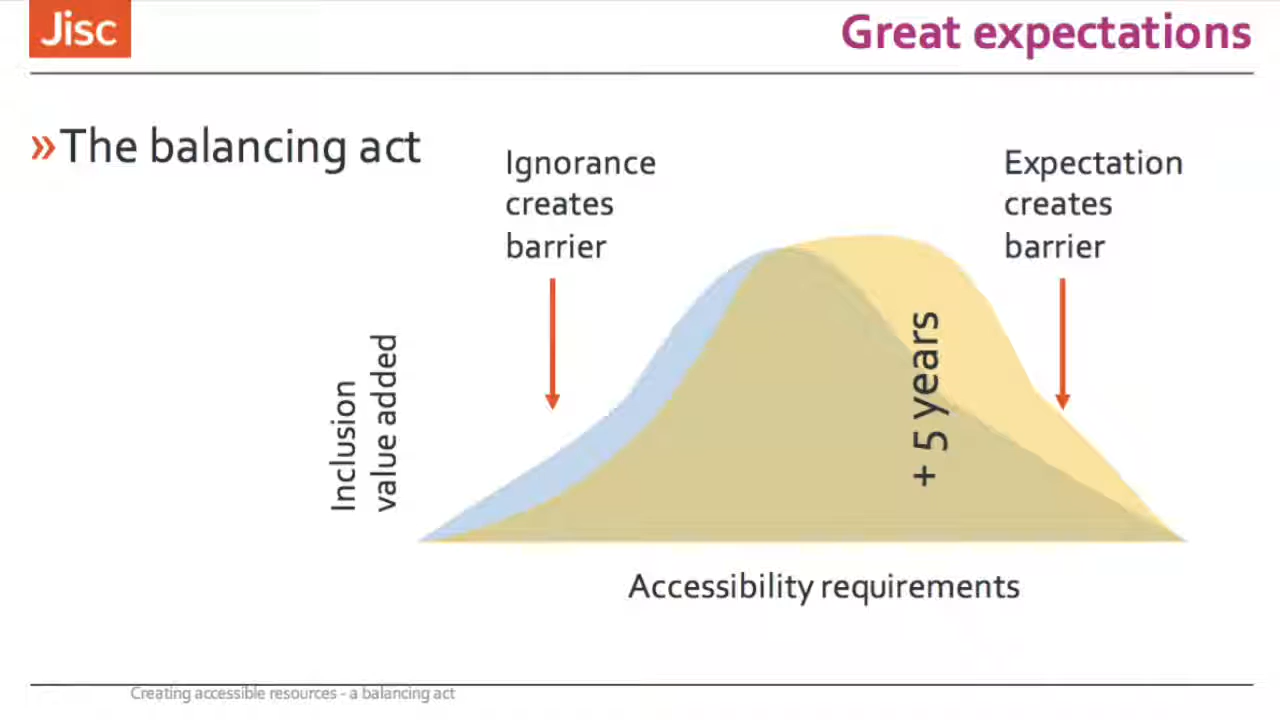 Jisc
Great expectations
»The balancing act
Ignorance
creates
barrier
Expectation
creates
barrier
Inclusion
value added
+ 5 years
Accessibility requirements
Creating accessible resources - a balancing act